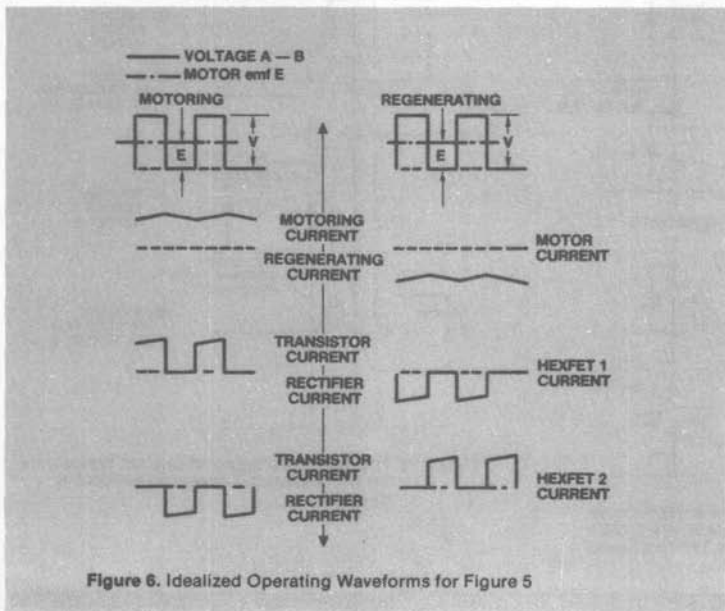 VOLTAGE A — B
MOTOR emf E
MOTORING
REGENERATING
E
V
E
V
MOTORING
CURRENT
REGENERATING
CURRENT
MOTOR
CURRENT
TRANSISTOR
CURRENT
RECTIFIER
CURRENT
HEXFET 1
CURRENT
TRANSISTOR
CURRENT
RECTIFIER
CURRENT
HEXFET 2
CURRENT
Figure 6. Idealized Operating Waveforms for Figure 5